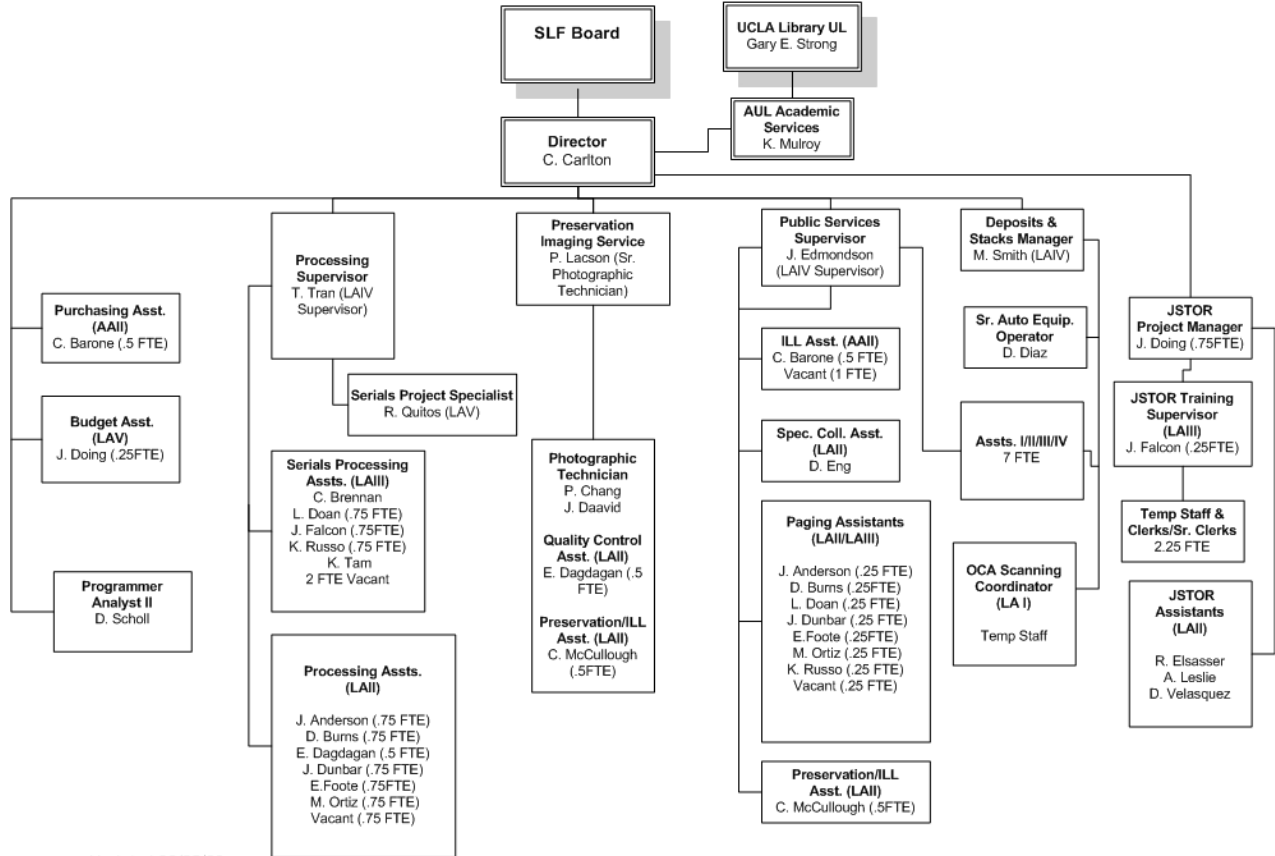 SLF Board
UCLA Library UL
Gary E. Strong
AUL Academic
Services
K. Mulroy
Director
C. Carlton
Purchasing Asst.
(AAII)
C. Barone (.5 FTE)
Budget Asst.
(LAV)
J. Doing (.25FTE)
Programmer
Analyst II
D. Scholl
Processing
Supervisor
T. Tran (LAIV
Supervisor)
Serials Project Specialist
R. Quitos (LAV)
Serials Processing
Assts. (LAIII)
C. Brennan
L. Doan (.75 FTE)
J. Falcon (.75FTE)
K. Russo (.75 FTE)
K. Tam
2 FTE Vacant
Processing Assts.
(LAII)
J. Anderson (.75 FTE)
D. Burns (.75 FTE)
E. Dagdagan (.5 FTE)
J. Dunbar (.75 FTE)
E.Foote (.75FTE)
M. Ortiz (.75 FTE)
Vacant (.75 FTE)
Preservation
Imaging Service
P. Lacson (Sr.
Photographic
Technician)
Photographic
Technician
P. Chang
J. Daavid
Quality Control
Asst. (LAII)
E. Dagdagan (.5
FTE)
Preservation/ILL
Asst. (LAII)
C. McCullough
(.5FTE)
Public Services
Supervisor
J. Edmondson
(LAIV Supervisor)
ILL Asst. (AAII)
C. Barone (.5 FTE)
Vacant (1 FTE)
Spec. Coll. Asst.
(LAII)
D. Eng
Paging Assistants
(LAII/LAIII)
J. Anderson (.25 FTE)
D. Burns (.25FTE)
L. Doan (.25 FTE)
J. Dunbar (.25 FTE)
E.Foote (.25FTE)
M. Ortiz (.25 FTE)
K. Russo (.25 FTE)
Vacant (.25 FTE)
Preservation/ILL
Asst. (LAII)
C. McCullough (.5FTE)
Deposits &
Stacks Manager
M. Smith (LAIV)
Sr. Auto Equip.
Operator
D. Diaz
Assts. I/II/III/IV
7 FTE
OCA Scanning
Coordinator
(LA I)
Temp Staff
JSTOR
Project Manager
J. Doing (.75FTE)
JSTOR Training
Supervisor
(LAIII)
J. Falcon (.25FTE)
Temp Staff &
Clerks/Sr. Clerks
2.25 FTE
JSTOR
Assistants
(LAII)
R. Elsasser
A. Leslie
D. Velasquez